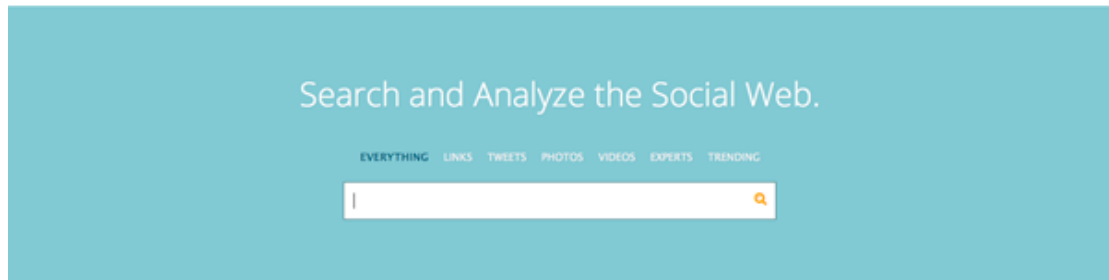 Search and Analyze the Social Web.
EVERYTHING LINKS TWEETS PHOTOS VIDEOS EXPERTS TRENDING